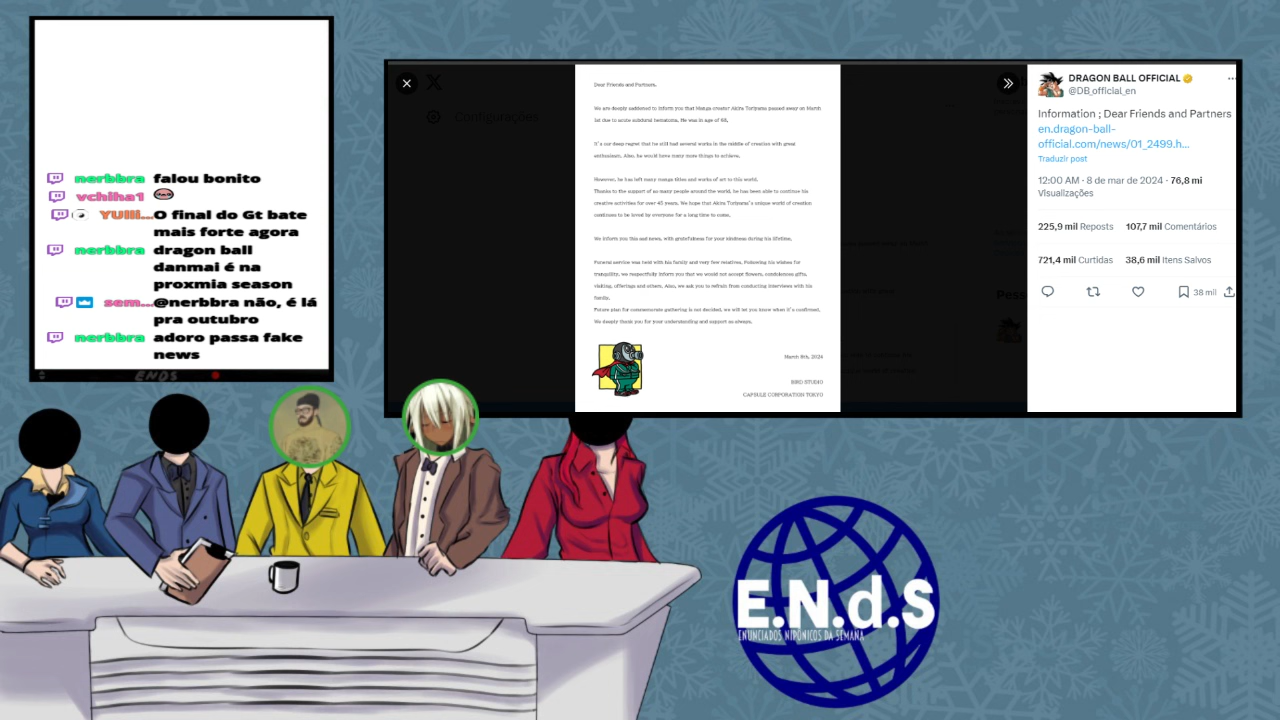 nerbbra falou bonito
vchiha1
YUIII...O final do Gt bate
mais forte agora
nerbbra dragon ball
danmai é na
proxmia season
sem...@nerbbra não, é lá
pra outubro
nerbbra adoro passa fake
news
ENDS
Configurações
Dear Friends and Partners,
We are deeply saddened to inform you that Manga creator Akira Toriyama passed away on March
1st due to acute subdural hematoma. He was in age of 68.
It's our deep regret that he still had several works in the middle of creation with great
enthusiasm. Also, he would have many more things to achieve.
However, he has left many manga titles and works of art to this world.
Thanks to the support of so many people around the world, he has been able to continue his
creative activities for over 45 years. We hope that Akira Toriyama's unique world of creation
continues to be loved by everyone for a long time to come.
We inform you this sad news, with gratefulness for your kindness during his lifetime.
Funeral service was held with his family and very few relatives. Following his wishes for
tranquility, we respectfully inform you that we would not accept flowers, condolence gifts,
visiting, offerings and others. Also, we ask you to refrain from conducting interviews with his
family.
Future plan for commemorate gathering is not decided, we will let you know when it's confirmed.
We deeply thank you for your understanding and support as always.
March 8th, 2024
BIRD STUDIO
CAPSULE CORPORATION TOKYO
DRAGON BALL OFFICIAL
@DB_official_en
Information ; Dear Friends and Partners
en.dragon-ball-
official.com/news/01_2499.h...
Traduzir post
12:00 AM · 8 de mar de 2024 · 76,8 mi
Visualizações
225,9 mil Reposts 107,7 mil Comentários
721,4 mil Curtidas 38,6 mil Itens Salvos
38 mil
E.N.d.S
ENUNCIADOS NIPÔNICOS DA SEMANA